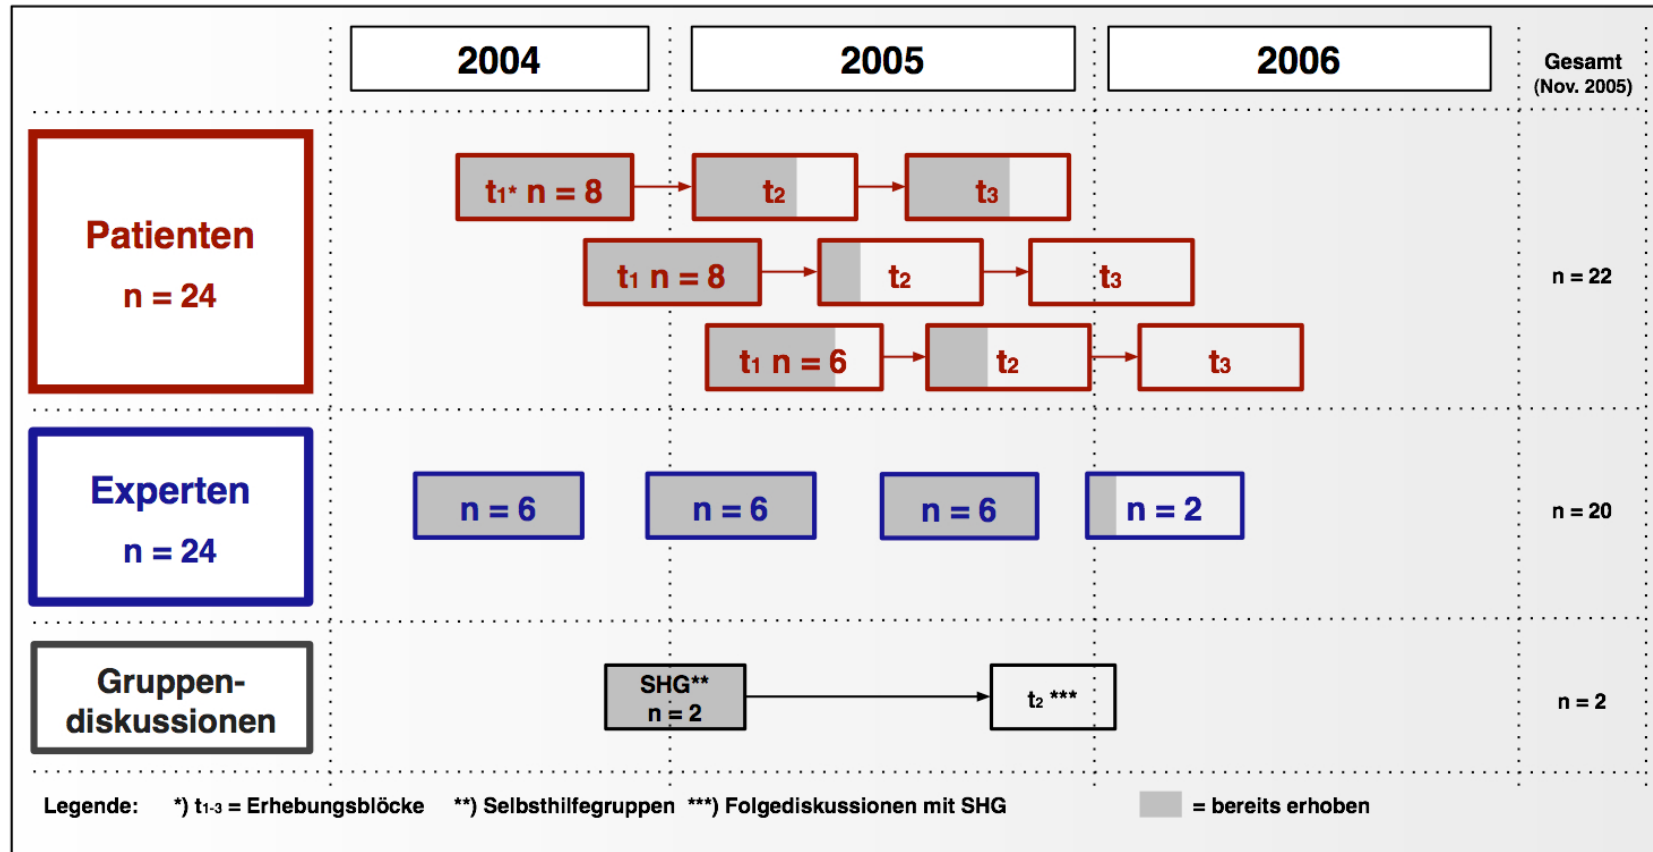 2004
2005
2006
Gesamt
(Nov. 2005)
Patienten
n = 24
t1* n = 8
t2
t3
t1 n = 8
t2
t3
t1 n = 6
t2
t3
n = 22
Experten
n = 24
n = 6
n = 6
n = 6
n = 2
n = 20
Gruppen-
diskussionen
SHG**
n = 2
t2 ***
n = 2
Legende: *) t1-3 = Erhebungsblöcke **) Selbsthilfegruppen ***) Folgediskussionen mit SHG = bereits erhoben